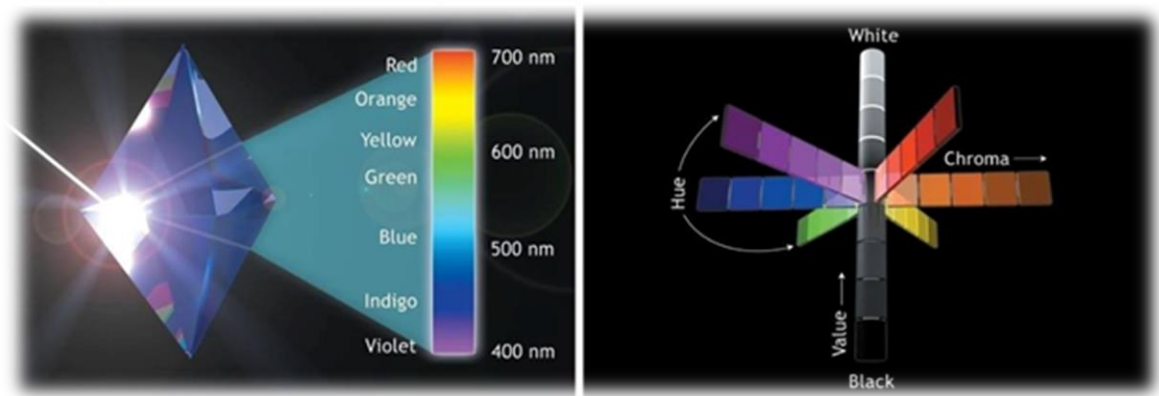 Red
700 nm
Orange
Yellow
600 nm
Green
Blue
500 nm
Indigo
Violet
400 nm
White
Chroma
Hue
Value
Black